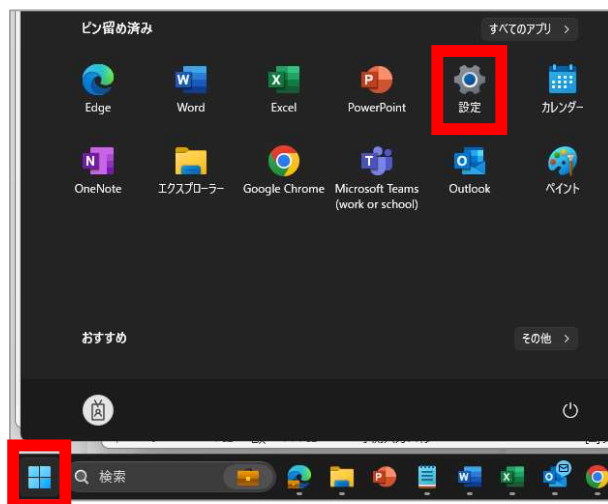 ピン留め済み
すべてのアプリ >
Edge
Word
Excel
PowerPoint
設定
カレンダー
OneNote
エクスプローラー
Google Chrome
Microsoft Teams
(work or school)
Outlook
ペイント
おすすめ
その他 >
検索